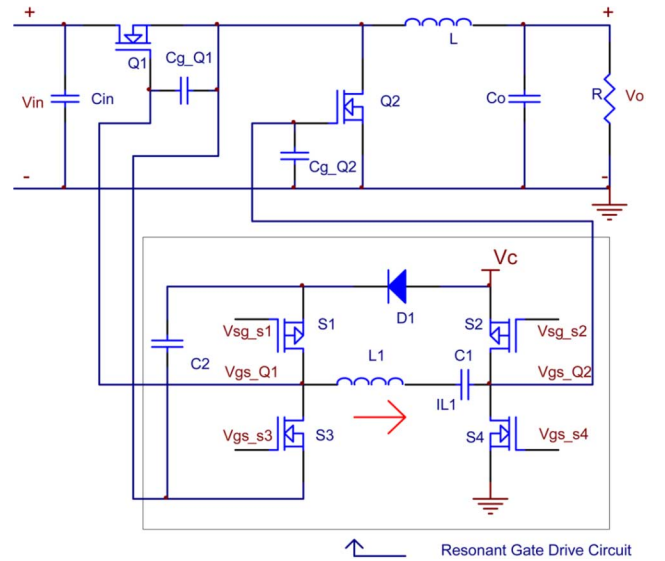 +
+
Q1
Cg_Q1
L
Vin
Cin
Q2
Co
R
Vo
Cg_Q2
-
-
Vc
D1
Vsg_s1
S1
S2
Vsg_s2
L1
C1
C2
Vgs_Q1
Vgs_Q2
IL1
Vgs_s3
S3
S4
Vgs_s4
Resonant Gate Drive Circuit